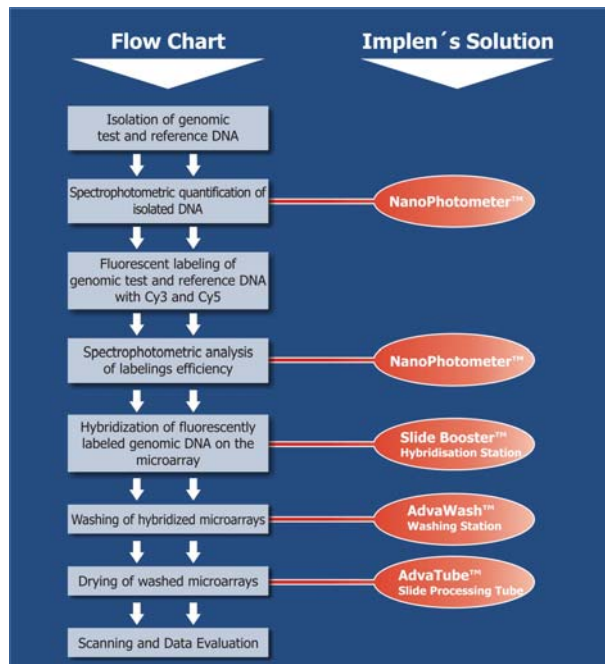 Flow Chart
Implen´s Solution
Isolation of genomic
test and reference DNA
Spectrophotometric quantification of
isolated DNA
NanoPhotometer™
Fluorescent labeling of
genomic test and reference DNA
with Cy3 and Cy5
Spectrophotometric analysis
of labelings efficiency
NanoPhotometer™
Hybridization of fluorescently
labeled genomic DNA on the
microarray
Slide Booster™
Hybridisation Station
Washing of hybridized microarrays
AdvaWash™
Washing Station
Drying of washed microarrays
AdvaTube™
Slide Processing Tube
Scanning and Data Evaluation